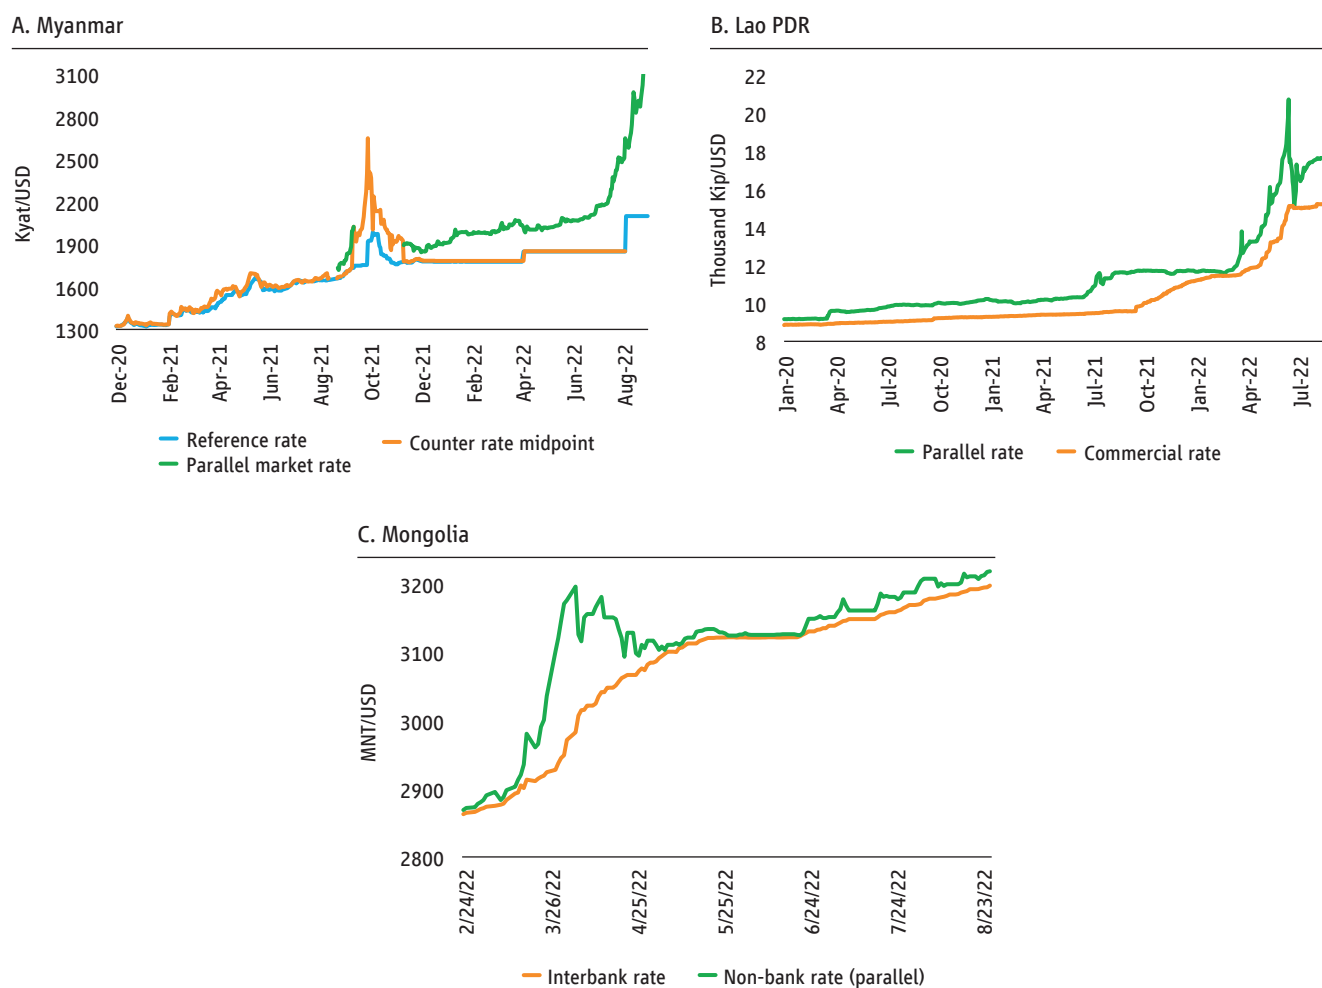 A. Myanmar
Kyat/USD
3100
2800
2500
2200
1900
1600
1300
Dec-20
Feb-21
Apr-21
Jun-21
Aug-21
Oct-21
Dec-21
Feb-22
Apr-22
Jun-22
Aug-22
Reference rate
Counter rate midpoint
Parallel market rate
B. Lao PDR
Thousand Kip/USD
22
20
18
16
14
12
10
8
Jan-20
Apr-20
Jul-20
Oct-20
Jan-21
Apr-21
Jul-21
Oct-21
Jan-22
Apr-22
Jul-22
Parallel rate
Commercial rate
C. Mongolia
MNT/USD
3200
3100
3000
2900
2800
2/24/22
3/26/22
4/25/22
5/25/22
6/24/22
7/24/22
8/23/22
Interbank rate
Non-bank rate (parallel)